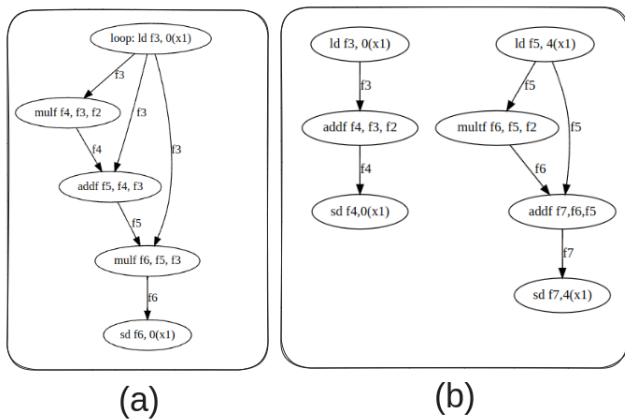 loop: ld f3, 0(x1)
f3
mulf f4, f3, f2
f3
f3
f4
addf f5, f4, f3
f5
mulf f6, f5, f3
f6
sd f6, 0(x1)
(a)
ld f3, 0(x1)
f3
addf f4, f3, f2
f4
sd f4,0(x1)
ld f5, 4(x1)
f5
multf f6, f5, f2
f5
f6
addf f7,f6,f5
f7
sd f7,4(x1)
(b)